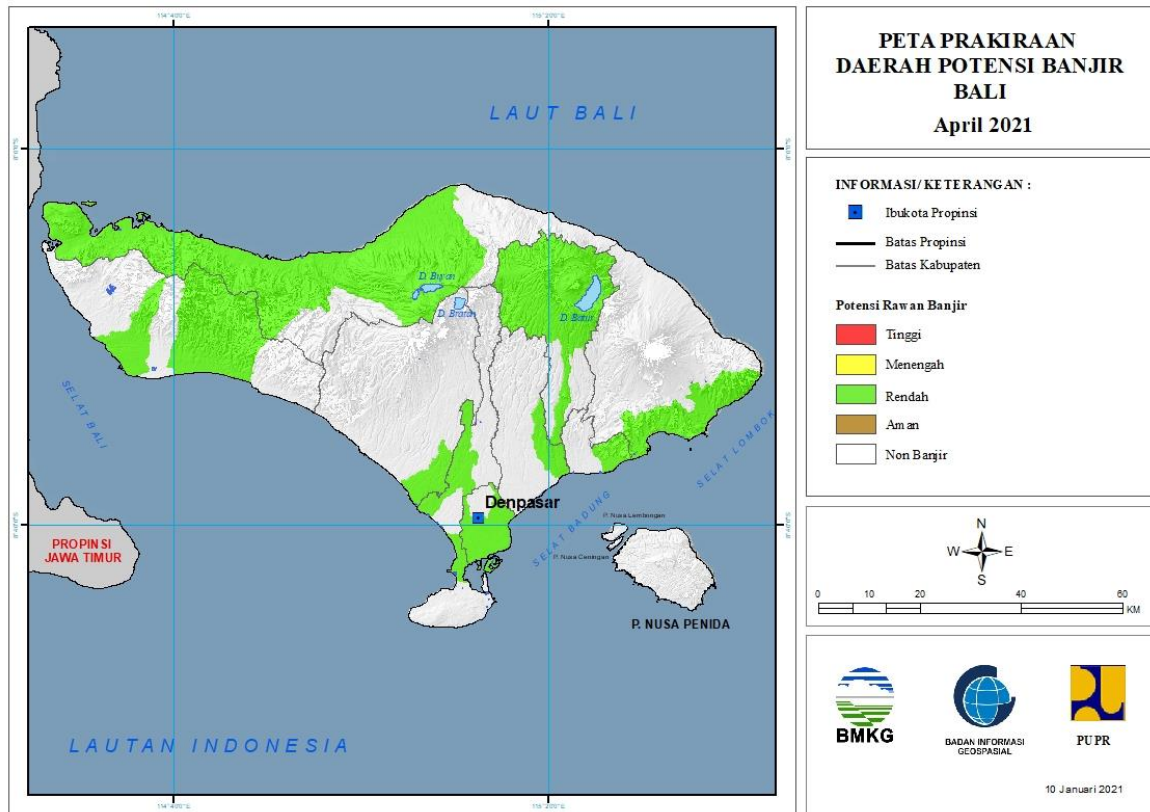 PETA PRAKIRAAN
DAERAH POTENSI BANJIR
BALI
April 2021
INFORMASI/ KETERANGAN :
Ibukota Propinsi
Batas Propinsi
Batas Kabupaten
Potensi Rawan Banjir
Tinggi
Menengah
Rendah
Aman
Non Banjir
N
W E
S
0 20 40 60
KM
BMKG
BADAN INFORMASI
GEOSPASIAL
PUPR
10 Januari 2021
LAUT BALI
D. Buyan
D. Bratan
D. Batur
SELAT BALI
SELAT LOMBOK
Denpasar
SELAT BADUNG
P. Nusa Lembongan
P. Nusa Ceningan
PROPINSI
JAWA TIMUR
P. NUSA PENIDA
LAUTAN INDONESIA